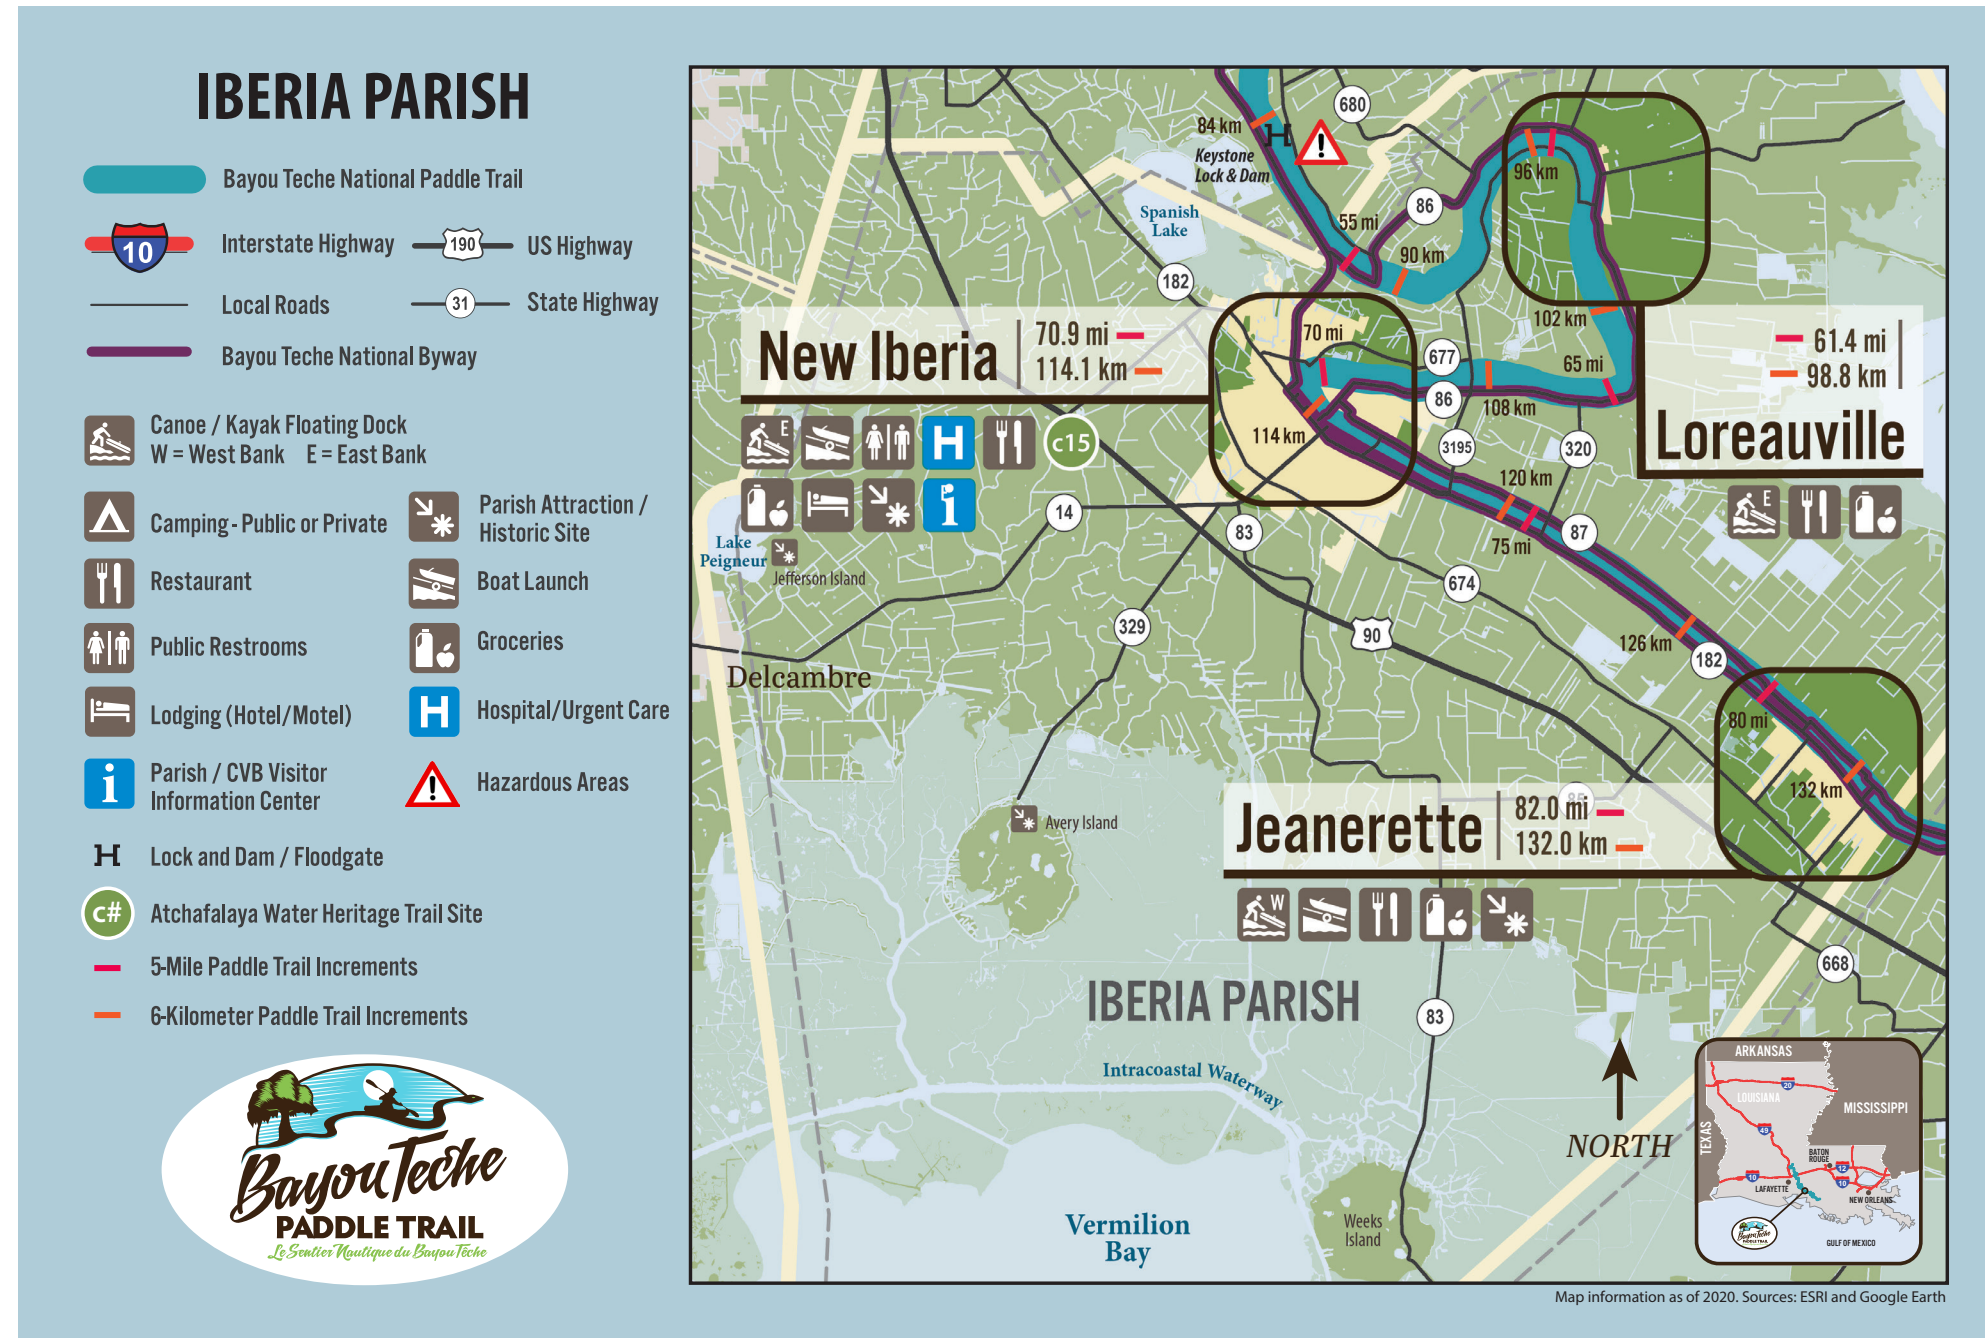 IBERIA PARISH
Bayou Teche National Paddle Trail
10
Interstate Highway
190
US Highway
Local Roads
31
State Highway
Bayou Teche National Byway
Canoe / Kayak Floating Dock
W = West Bank E = East Bank
Camping - Public or Private
Parish Attraction /
Historic Site
Restaurant
Boat Launch
Public Restrooms
Groceries
Lodging (Hotel/Motel)
H
Hospital/Urgent Care
i
Parish / CVB Visitor
Information Center
!
Hazardous Areas
Lock and Dam / Floodgate
c#
Atchafalaya Water Heritage Trail Site
5-Mile Paddle Trail Increments
6-Kilometer Paddle Trail Increments
Bayou Teche
PADDLE TRAIL
Le Sentier Nautique du Bayou Têche
680
84 km
!
Keystone
Lock & Dam
96 km
Spanish
Lake
86
55 mi
90 km
182
102 km
New Iberia
70.9 mi
114.1 km
70 mi
677
65 mi
61.4 mi
98.8 km
86
108 km
Loreauville
E
H
c15
114 km
3195
320
120 km
E
i
14
83
75 mi
87
Lake
Peigneur
Jefferson Island
674
329
90
126 km
182
Delcambre
80 mi
Avery Island
132 km
Jeanerette
82.0 mi
132.0 km
85
W
668
IBERIA PARISH
83
Intracoastal Waterway
NORTH
Weeks
Island
Vermilion
Bay
ARKANSAS
20
LOUISIANA
MISSISSIPPI
49
TEXAS
BATON
ROUGE
10
12
10
LAFAYETTE
NEW ORLEANS
Bayou Teche
PADDLE TRAIL
GULF OF MEXICO
Map information as of 2020. Sources: ESRI and Google Earth